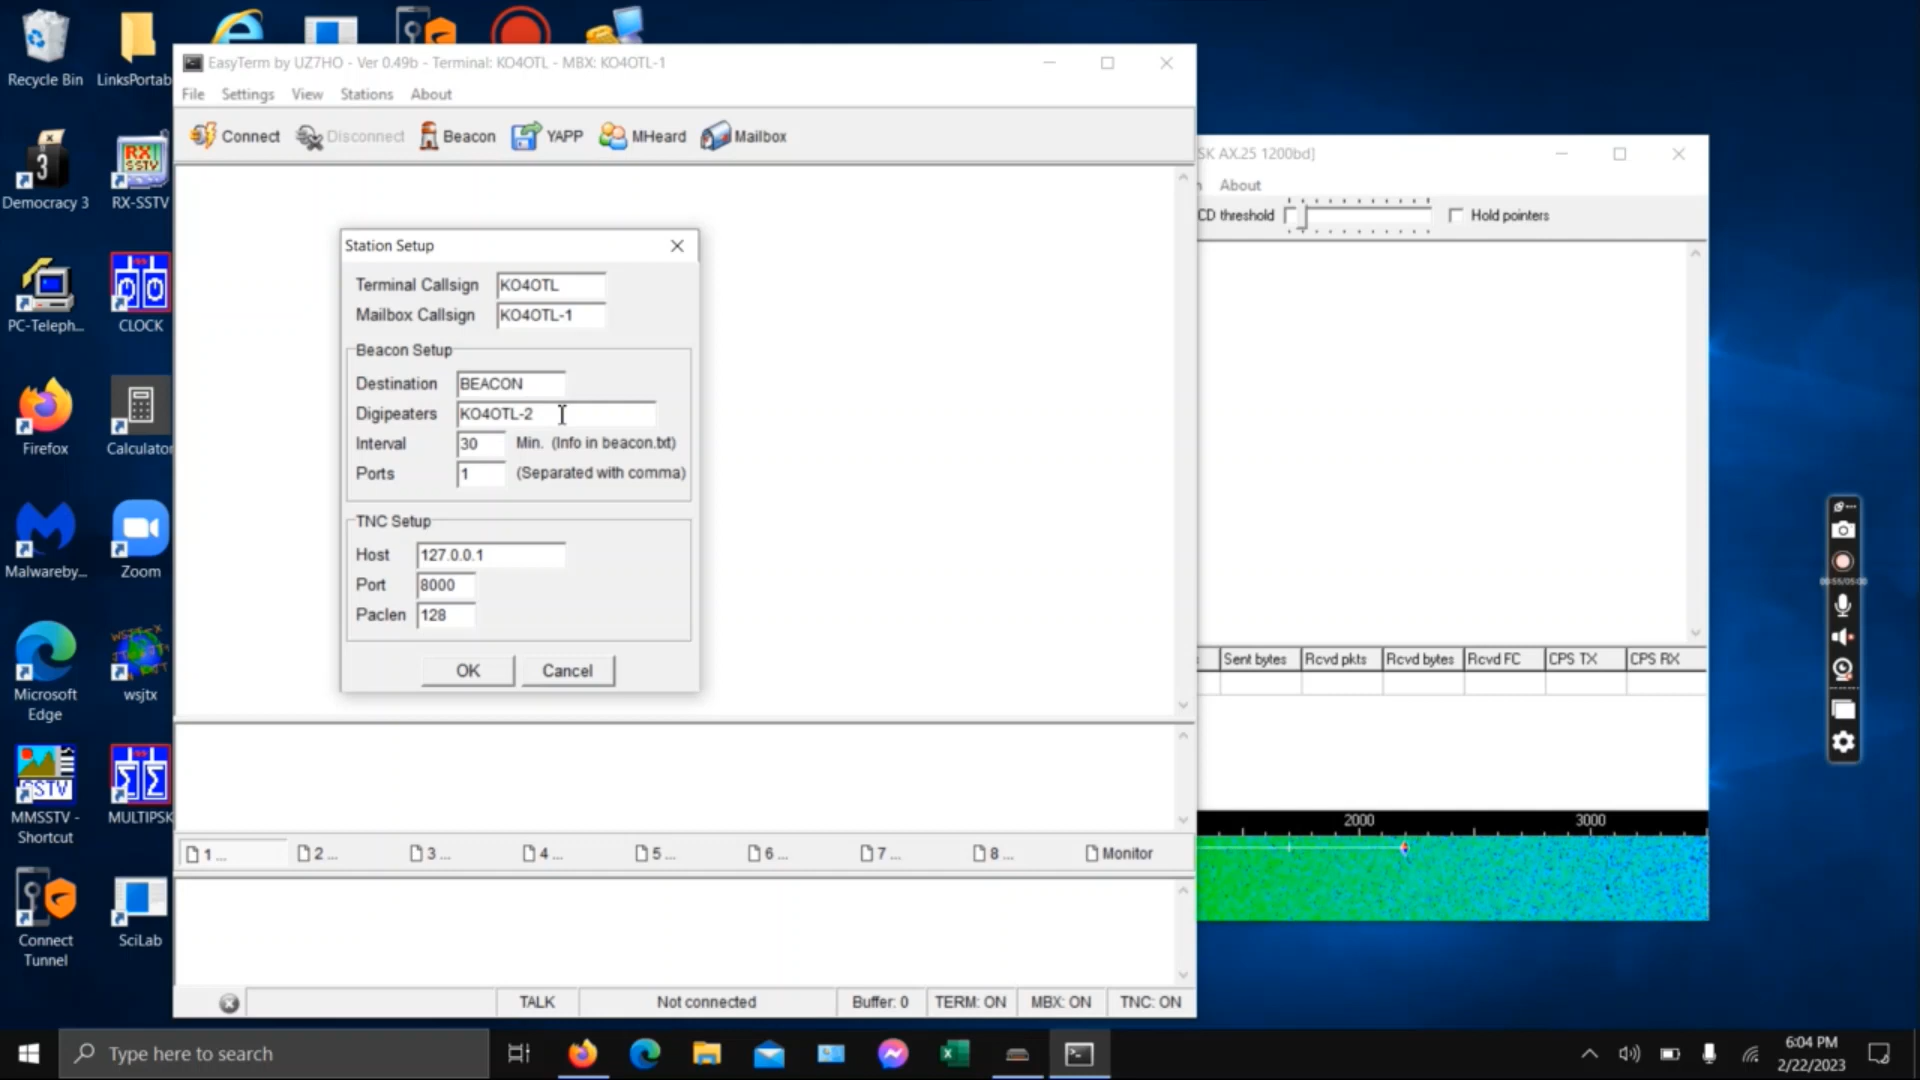 EasyTerm by UZ7HO - Ver 0.49b - Terminal: KO4OTL - MBX: KO4OTL-1
File Settings View Stations About
Connect Disconnect Beacon YAPP MHeard Mailbox
Station Setup
Terminal Callsign KO4OTL
Mailbox Callsign KO4OTL-1
Beacon Setup
Destination BEACON
Digipeaters KO4OTL-2
Interval 30 Min. (Info in beacon.txt)
Ports 1 (Separated with comma)
TNC Setup
Host 127.0.0.1
Port 8000
Paclen 128
OK Cancel
1 ... 2 ... 3 ... 4 ... 5 ... 6 ... 7 ... 8 ... Monitor
TALK Not connected Buffer: 0 TERM: ON MBX: ON TNC: ON
SK AX.25 1200bd]
About
CD threshold Hold pointers
Sent bytes Rcvd pkts Rcvd bytes Rcvd FC CPS TX CPS RX
2000 3000
Recycle Bin LinksPortab
3 RX SSTV
Democracy 3 RX-SSTV
PC-Teleph... CLOCK
Firefox Calculator
Malwareby... Zoom
Microsoft Edge wsjtx
SSTV
MMSSTV - Shortcut MULTIPSK
Connect Tunnel SciLab
Type here to search
6:04 PM
2/22/2023